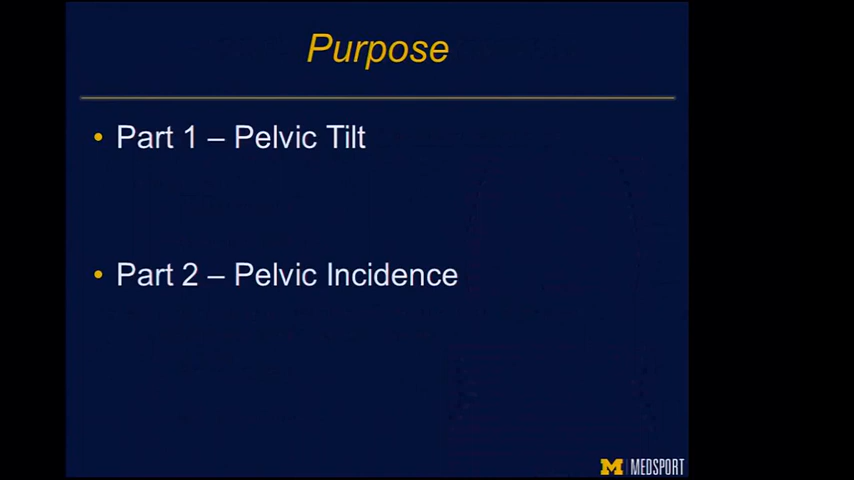 Purpose
• Part 1 – Pelvic Tilt
• Part 2 – Pelvic Incidence
M MEDSPORT